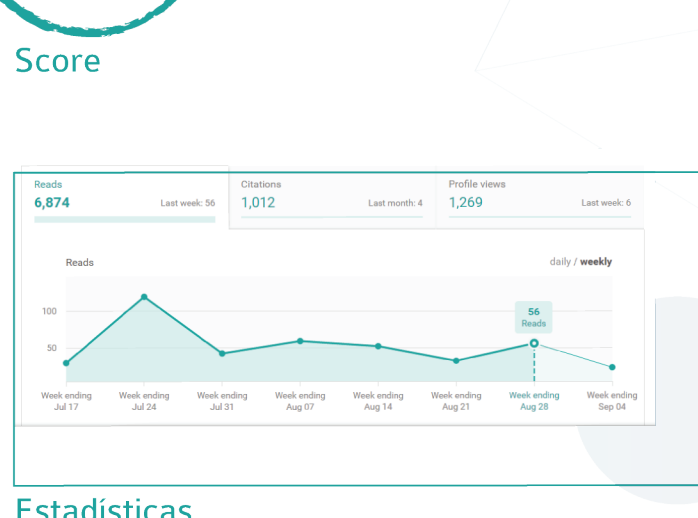 Score
Reads
Citations
Profile views
6,874
Last week: 56
1,012
Last month: 4
1,269
Last week: 6
Reads
daily / weekly
100
50
56
Reads
Week ending
Jul 17
Week ending
Jul 24
Week ending
Jul 31
Week ending
Aug 07
Week ending
Aug 14
Week ending
Aug 21
Week ending
Aug 28
Week ending
Sep 04
Estadísticas